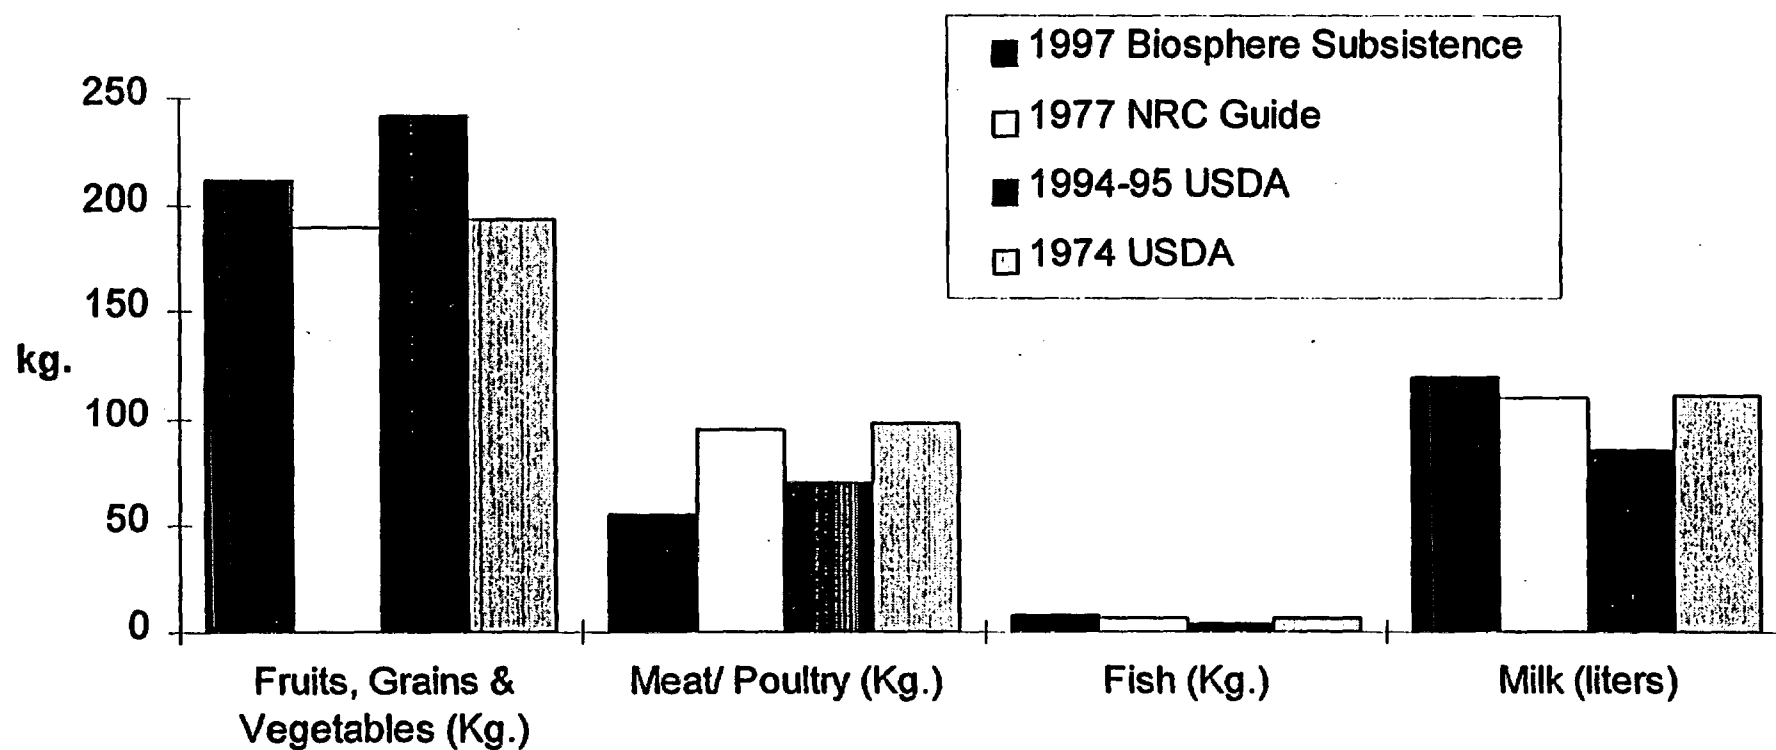 1997 Biosphere Subsistence
1977 NRC Guide
1994-95 USDA
1974 USDA
250
200
150
100
50
0
kg.
Fruits, Grains &
Vegetables (Kg.)
Meat/ Poultry (Kg.)
Fish (Kg.)
Milk (liters)